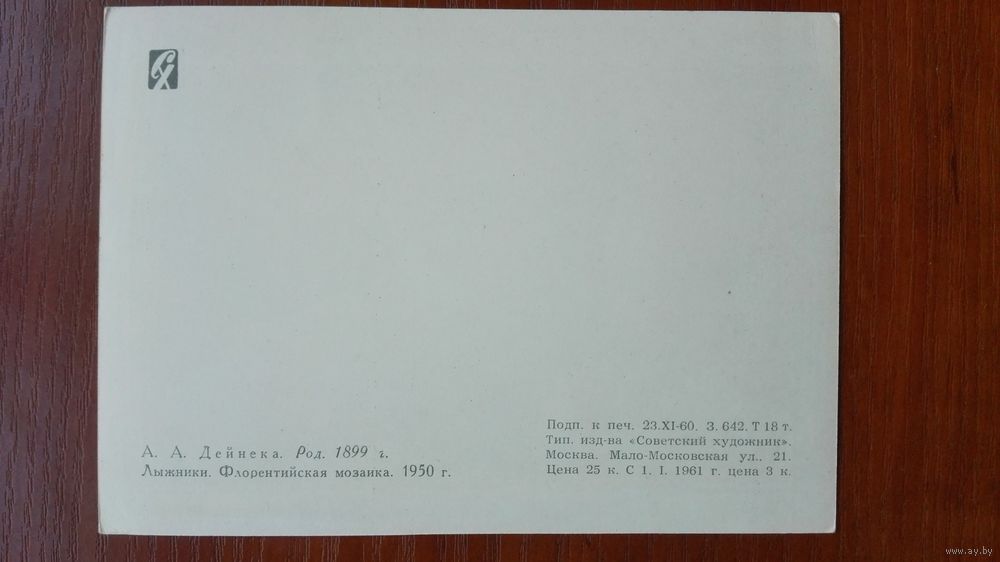 СХ
А. А. Дейнека. Род. 1899 г.
Лыжники. Флорентийская мозаика. 1950 г.
Подп. к печ. 23.XI-60. З. 642. Т 18 т.
Тип. изд-ва «Советский художник».
Москва. Мало-Московская ул., 21.
Цена 25 к. С 1. I. 1961 г. цена 3 к.
www.ay.by